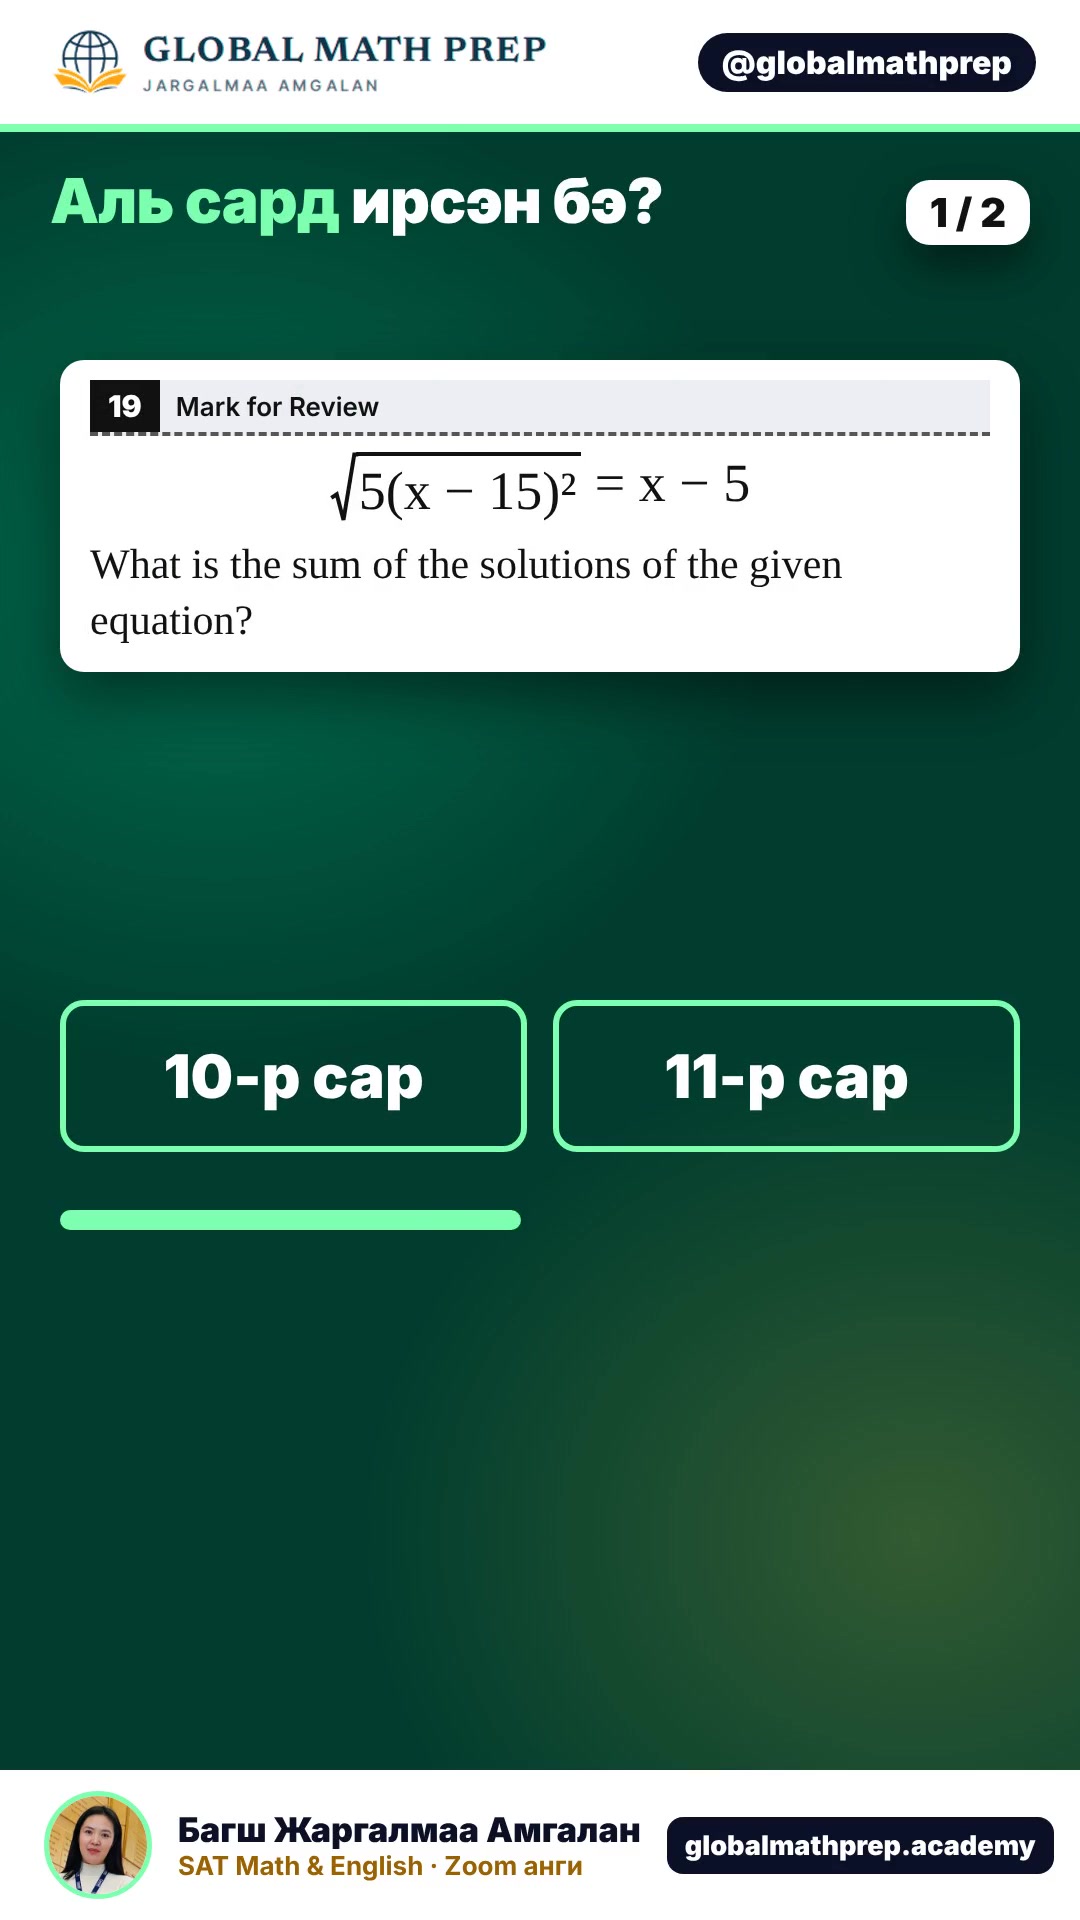 GLOBAL MATH PREP
JARGALMAA AMGALAN
@globalmathprep
Аль сард ирсэн бэ?
1 / 2
19 Mark for Review
√5(x − 15)² = x − 5
What is the sum of the solutions of the given
equation?
10-р сар
11-р сар
Багш Жаргалмаа Амгалан
SAT Math & English · Zoom анги
globalmathprep.academy